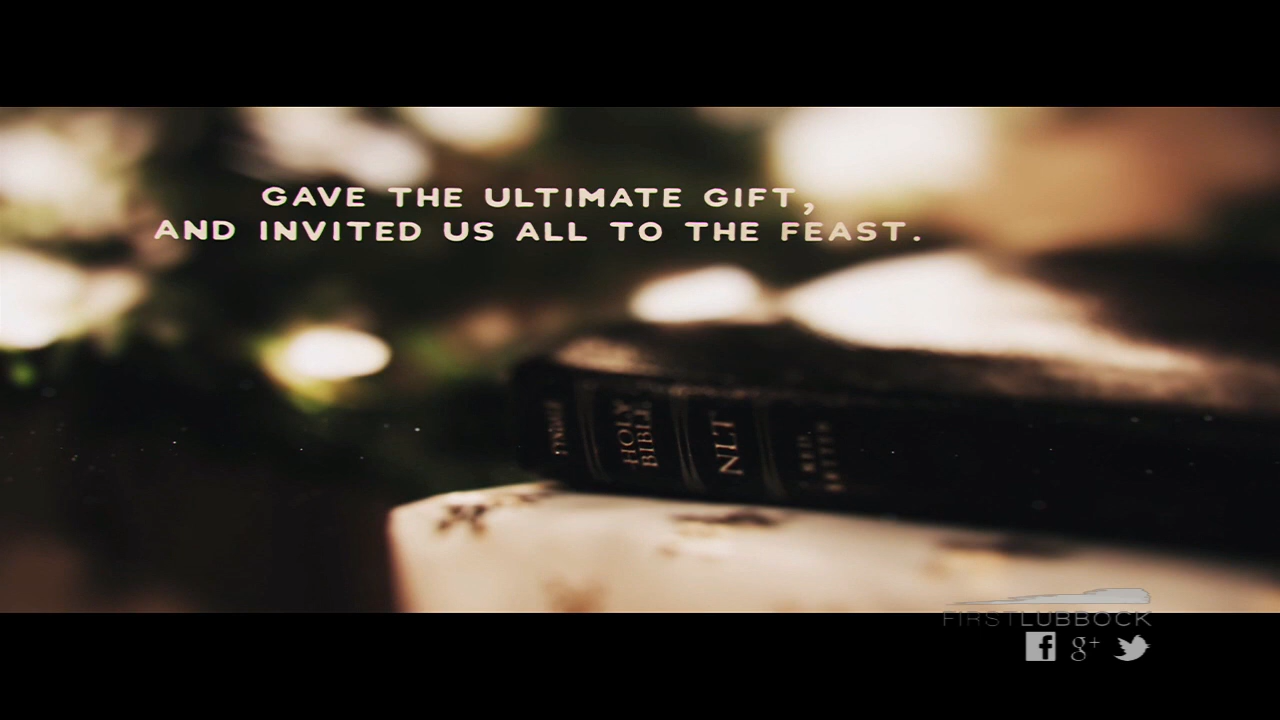 GAVE THE ULTIMATE GIFT,
AND INVITED US ALL TO THE FEAST.
HOLY
BIBLE
NLT
FIRSTLUBBOCK
f g+